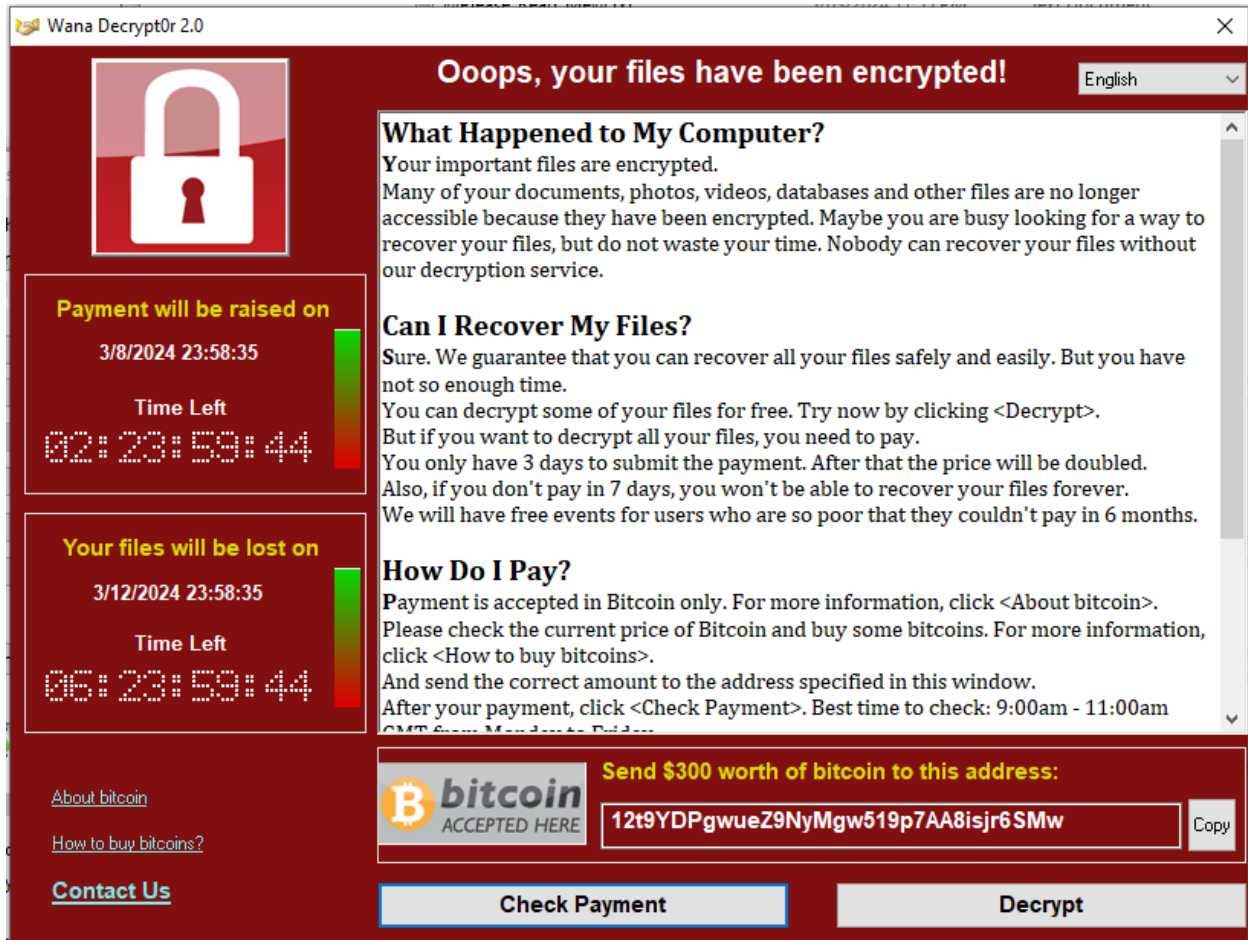 Wana Decrypt0r 2.0
Ooops, your files have been encrypted!
English
What Happened to My Computer?
Your important files are encrypted.
Many of your documents, photos, videos, databases and other files are no longer
accessible because they have been encrypted. Maybe you are busy looking for a way to
recover your files, but do not waste your time. Nobody can recover your files without
our decryption service.
Can I Recover My Files?
Sure. We guarantee that you can recover all your files safely and easily. But you have
not so enough time.
You can decrypt some of your files for free. Try now by clicking <Decrypt>.
But if you want to decrypt all your files, you need to pay.
You only have 3 days to submit the payment. After that the price will be doubled.
Also, if you don't pay in 7 days, you won't be able to recover your files forever.
We will have free events for users who are so poor that they couldn't pay in 6 months.
How Do I Pay?
Payment is accepted in Bitcoin only. For more information, click <About bitcoin>.
Please check the current price of Bitcoin and buy some bitcoins. For more information,
click <How to buy bitcoins>.
And send the correct amount to the address specified in this window.
After your payment, click <Check Payment>. Best time to check: 9:00am - 11:00am
GMT from Monday to Friday
Payment will be raised on
3/8/2024 23:58:35
Time Left
02:23:59:44
Your files will be lost on
3/12/2024 23:58:35
Time Left
06:23:59:44
About bitcoin
How to buy bitcoins?
Contact Us
bitcoin
ACCEPTED HERE
Send $300 worth of bitcoin to this address:
12t9YDPgwueZ9NyMgw519p7AA8isjr6SMw
Copy
Check Payment
Decrypt